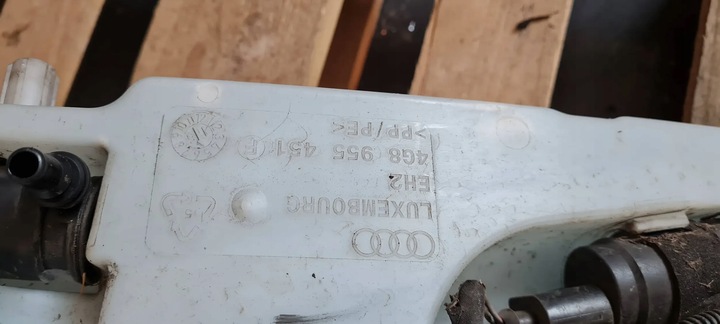 LUXEMBOURG
EH2
4G8 955 451 E
>PP/PE<